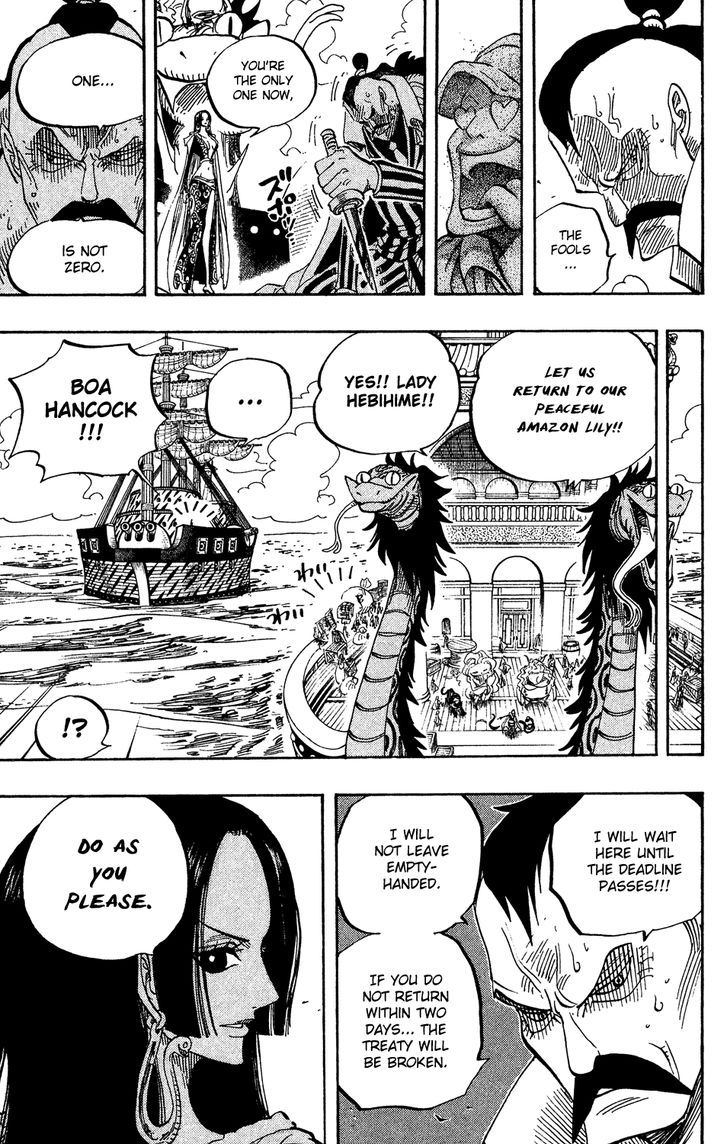 THE
FOOLS
...
YOU'RE
THE ONLY
ONE NOW,
ズボッ
ONE...
IS NOT
ZERO.
LET US
RETURN TO OUR
PEACEFUL
AMAZON LILY!!
YES!! LADY
HEBIHIME!!
...
BOA
HANCOCK
!!!
わいわい
!?
I WILL WAIT
HERE UNTIL
THE DEADLINE
PASSES!!!
I WILL
NOT LEAVE
EMPTY-
HANDED.
IF YOU DO
NOT RETURN
WITHIN TWO
DAYS... THE
TREATY WILL
BE BROKEN.
DO AS
YOU
PLEASE.